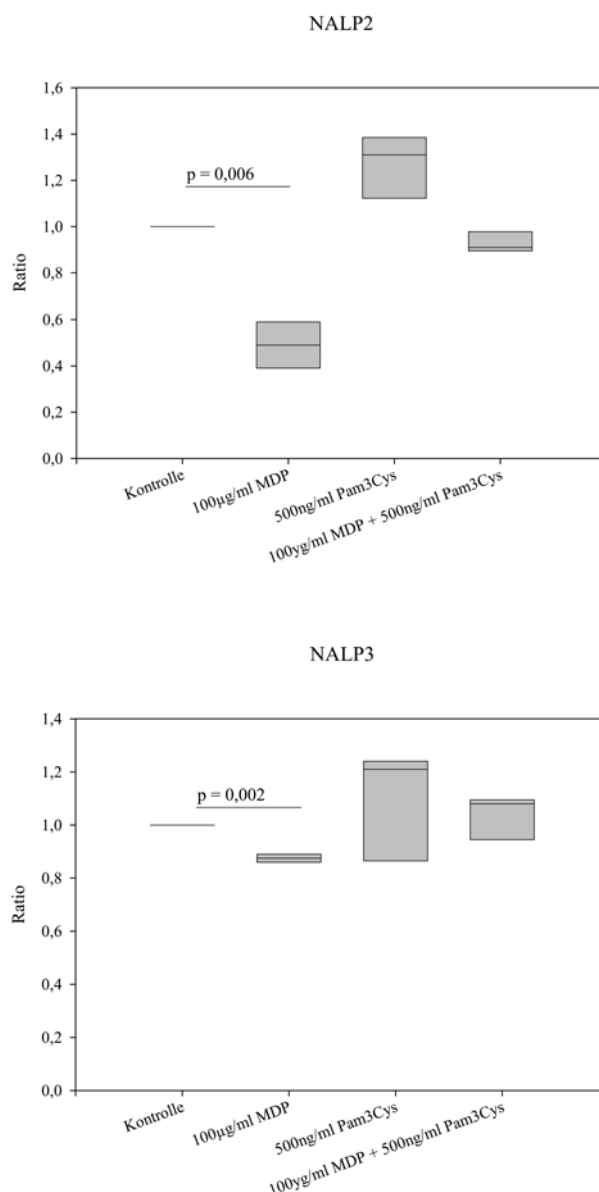 NALP2
1,6
1,4
1,2
1,0
0,8
0,6
0,4
0,2
0,0
Ratio
p = 0,006
Kontrolle
100µg/ml MDP
500ng/ml Pam3Cys
100yg/ml MDP + 500ng/ml Pam3Cys
NALP3
1,4
1,2
1,0
0,8
0,6
0,4
0,2
0,0
Ratio
p = 0,002
Kontrolle
100µg/ml MDP
500ng/ml Pam3Cys
100yg/ml MDP + 500ng/ml Pam3Cys